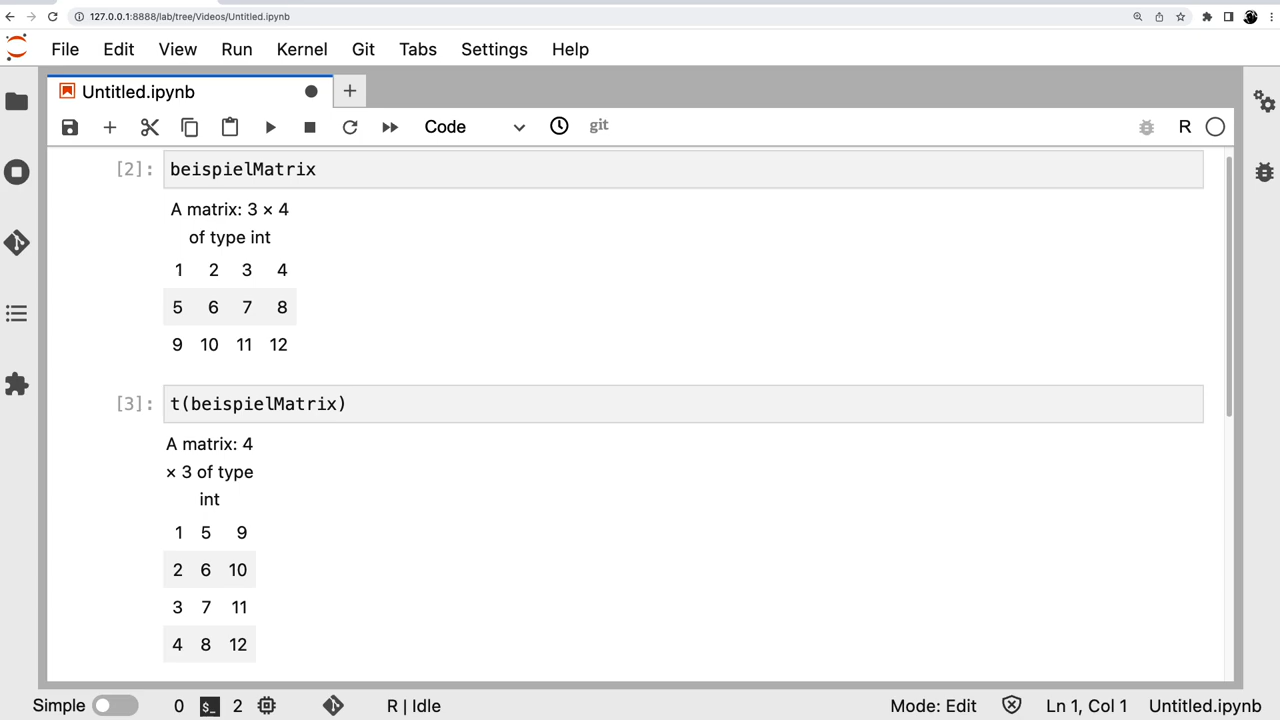 127.0.0.1:8888/lab/tree/Videos/Untitled.ipynb
File Edit View Run Kernel Git Tabs Settings Help
Untitled.ipynb
Code git R
[2]: beispielMatrix
A matrix: 3 × 4
of type int
1 2 3 4
5 6 7 8
9 10 11 12
[3]: t(beispielMatrix)
A matrix: 4
× 3 of type
int
1 5 9
2 6 10
3 7 11
4 8 12
Simple 0 $_ 2 R | Idle Mode: Edit Ln 1, Col 1 Untitled.ipynb